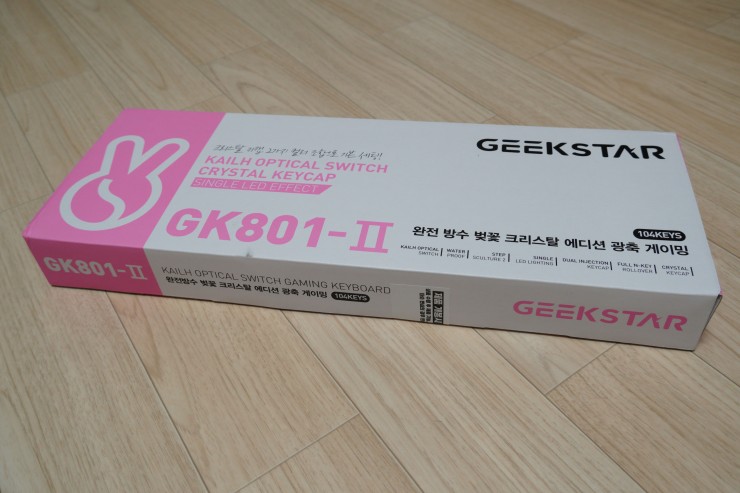 KAILH OPTICAL SWITCH
CRYSTAL KEYCAP
SINGLE LED EFFECT
GK801-II
GEEKSTAR
완전 방수 벚꽃 크리스탈 에디션 광축 게이밍 104KEYS
KAILH OPTICAL SWITCH
WATER PROOF
STEP SCULTURE 2
SINGLE LED LIGHTING
DUAL INJECTION KEYCAP
FULL N-KEY ROLLOVER
CRYSTAL KEYCAP
GK801-II
KAILH OPTICAL SWITCH GAMING KEYBOARD
완전방수 벚꽃 크리스탈 에디션 광축 게이밍 104KEYS
GEEKSTAR